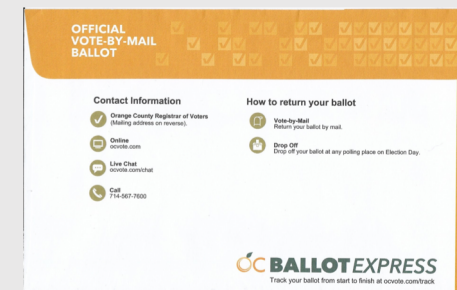 OFFICIAL
VOTE-BY-MAIL
BALLOT
Contact Information
Orange County Registrar of Voters
(Mailing address on reverse).
Online
ocvote.com
Live Chat
ocvote.com/chat
Call
714-567-7600
How to return your ballot
Vote-by-Mail
Return your ballot by mail.
Drop Off
Drop off your ballot at any polling place on Election Day.
OC BALLOT EXPRESS
Track your ballot from start to finish at ocvote.com/track